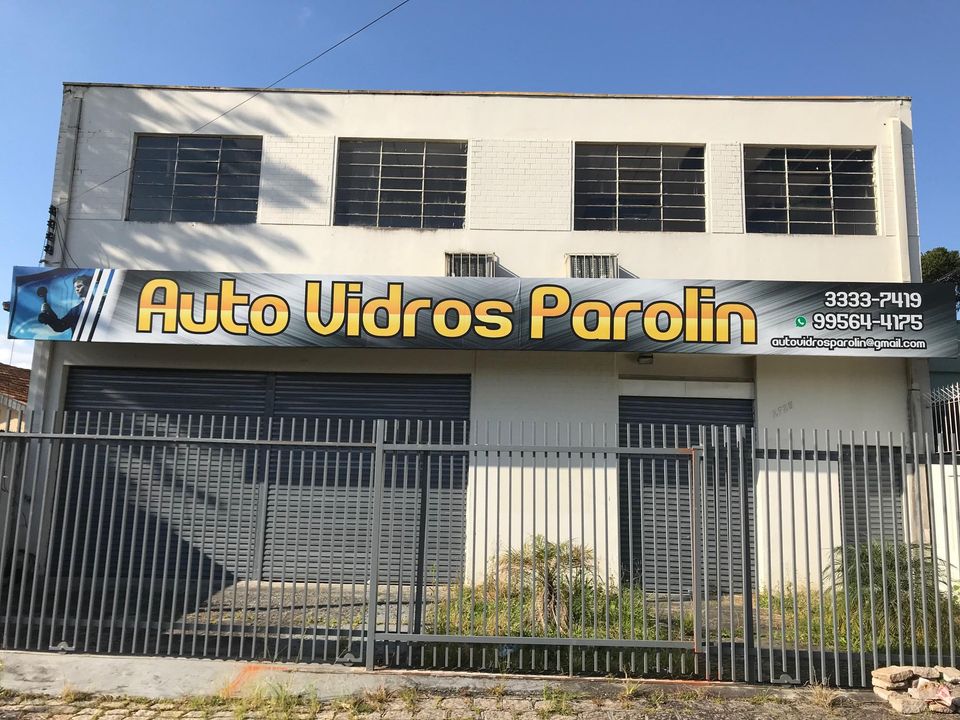 Auto Vidros Parolin
3333-7419
99564-4175
autovidrosparolin@gmail.com